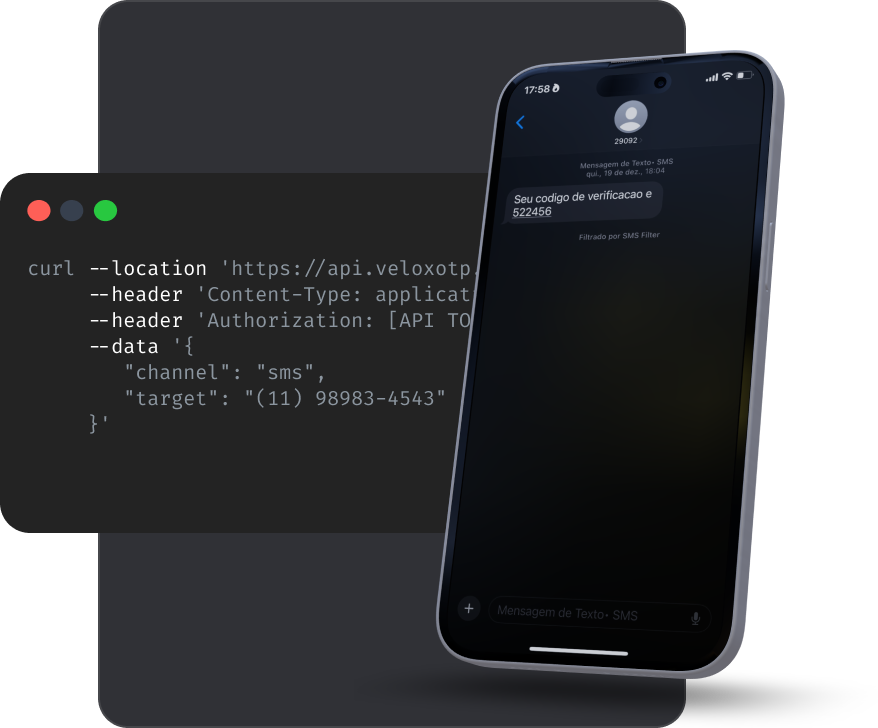 curl --location 'https://api.veloxotp.
--header 'Content-Type: applicat
--header 'Authorization: [API TO
--data '{
"channel": "sms",
"target": "(11) 98983-4543"
}'
17:58
29092
Mensagem de Texto• SMS
qui., 19 de dez., 18:04
Seu codigo de verificacao e
522456
Filtrado por SMS Filter
Mensagem de Texto• SMS